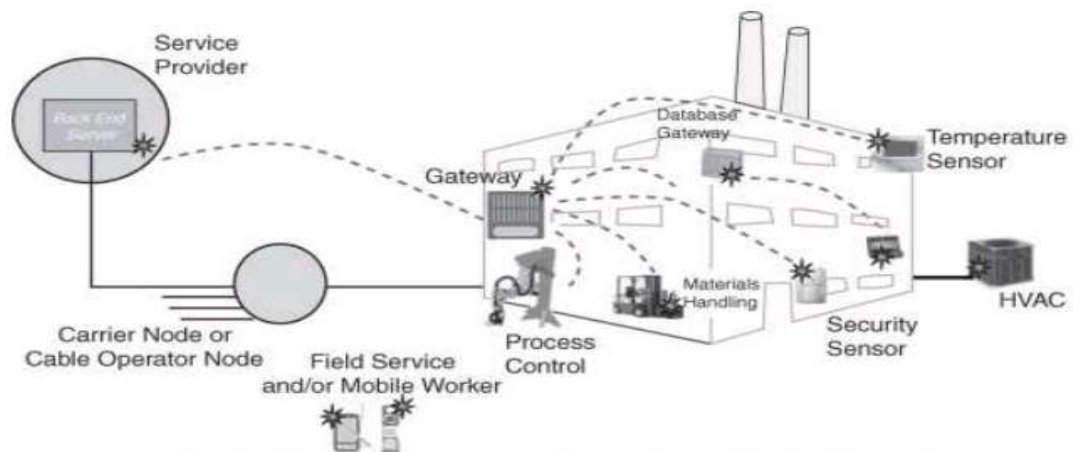 Service
Provider
Back End
Server
Gateway
Database
Gateway
Temperature
Sensor
Materials
Handling
HVAC
Process
Control
Security
Sensor
Carrier Node or
Cable Operator Node
Field Service
and/or Mobile Worker